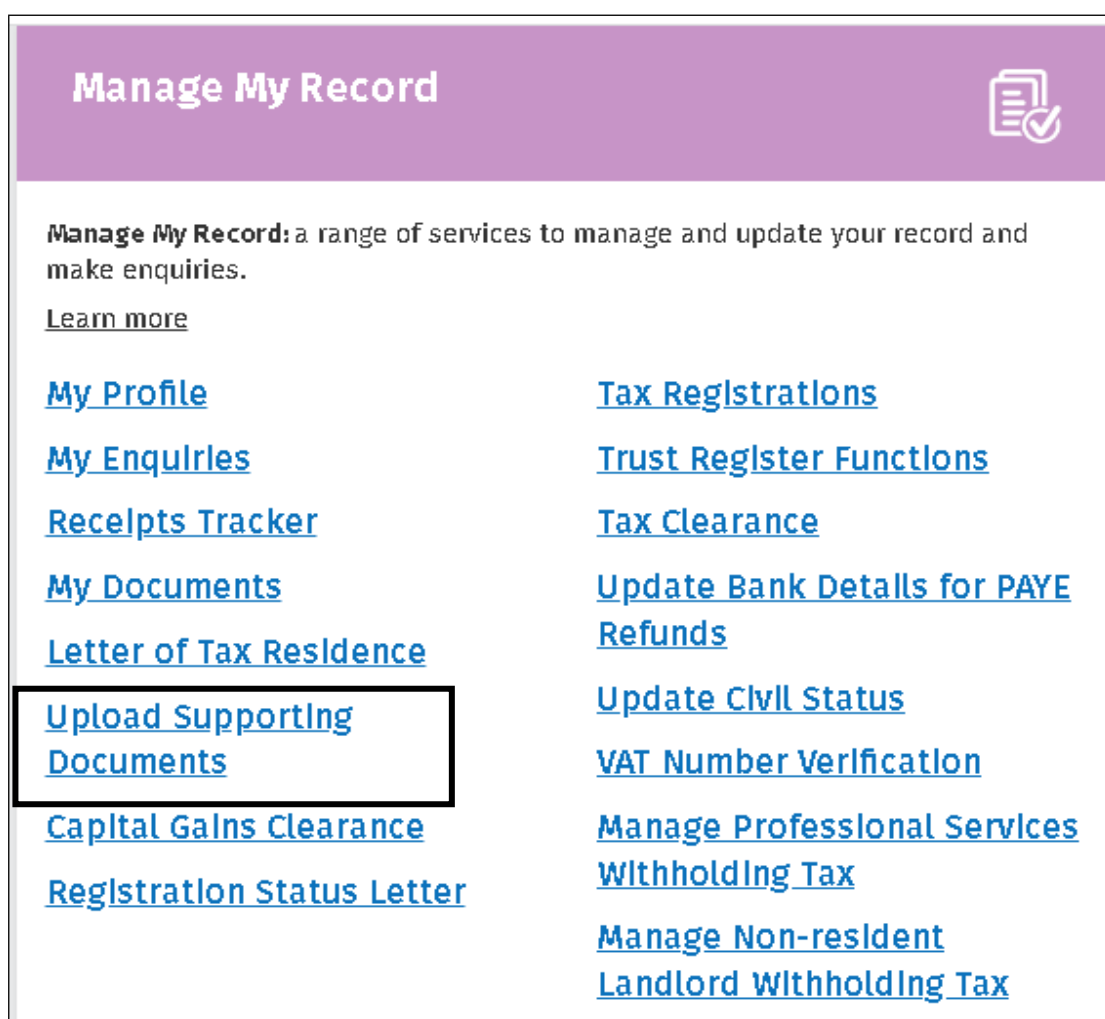 Manage My Record
Manage My Record: a range of services to manage and update your record and
make enquiries.
Learn more
My Profile
My Enquiries
Receipts Tracker
My Documents
Letter of Tax Residence
Upload Supporting
Documents
Capital Gains Clearance
Registration Status Letter
Tax Registrations
Trust Register Functions
Tax Clearance
Update Bank Details for PAYE
Refunds
Update Civil Status
VAT Number Verification
Manage Professional Services
Withholding Tax
Manage Non-resident
Landlord Withholding Tax